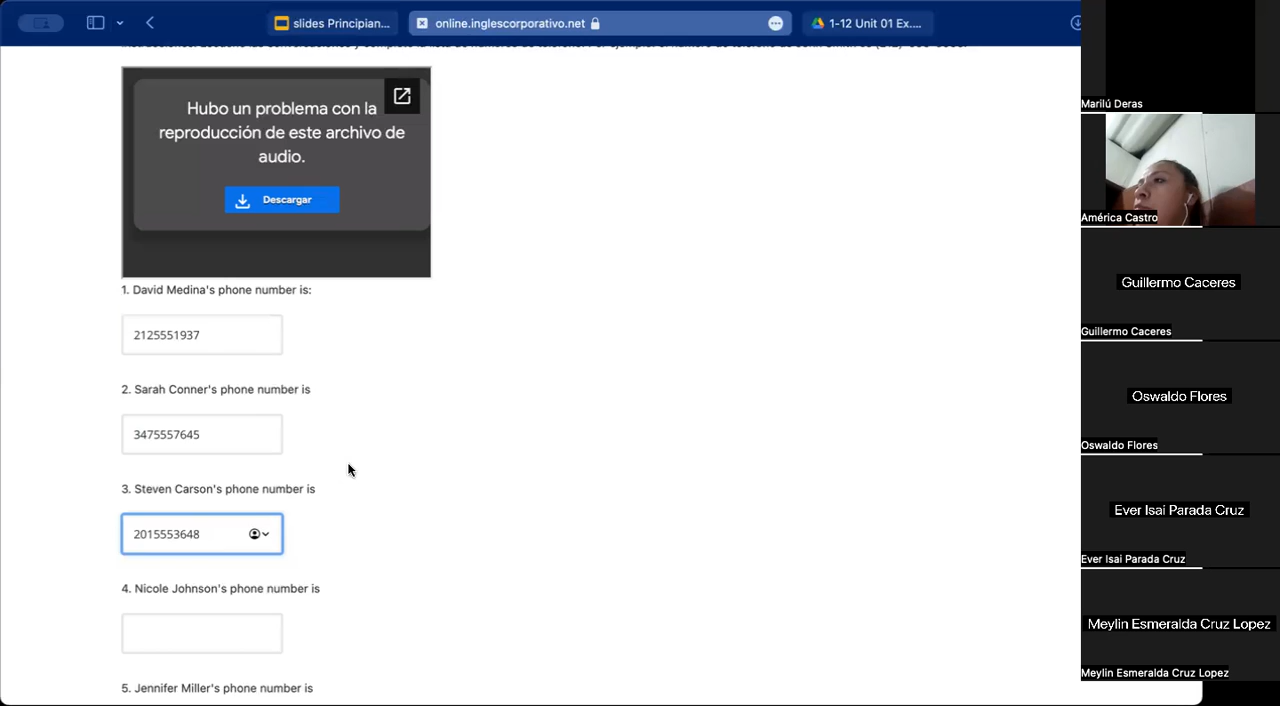 slides Principian...
online.inglescorporativo.net
1-12 Unit 01 Ex....
Hubo un problema con la
reproducción de este archivo de
audio.
Descargar
1. David Medina's phone number is:
2125551937
2. Sarah Conner's phone number is
3475557645
3. Steven Carson's phone number is
2015553648
4. Nicole Johnson's phone number is
5. Jennifer Miller's phone number is
Marilú Deras
América Castro
Guillermo Caceres
Guillermo Caceres
Oswaldo Flores
Oswaldo Flores
Ever Isai Parada Cruz
Ever Isai Parada Cruz
Meylin Esmeralda Cruz Lopez
Meylin Esmeralda Cruz Lopez